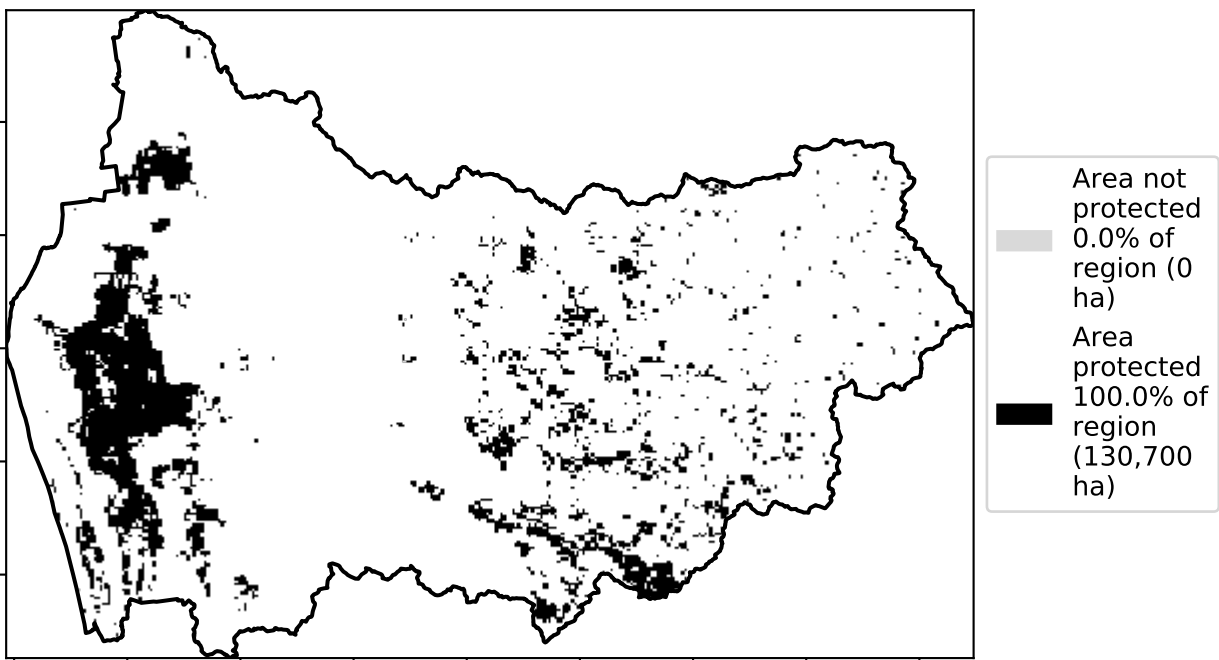 Area not
protected
0.0% of
region (0
ha)
Area
protected
100.0% of
region
(130,700
ha)